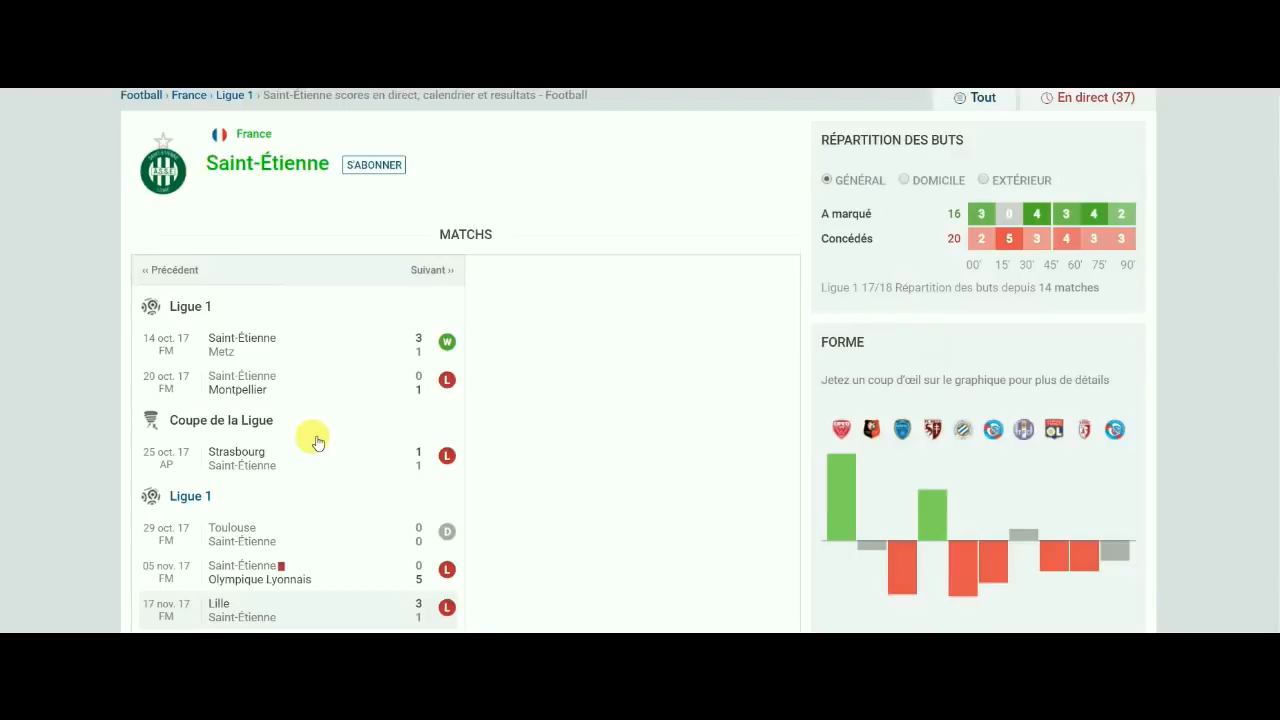 Football › France › Ligue 1 › Saint-Étienne scores en direct, calendrier et resultats - Football
Tout
En direct (37)
France
Saint-Étienne
S'ABONNER
MATCHS
‹‹ Précédent
Suivant ››
Ligue 1
14 oct. 17 Saint-Étienne 3
FM Metz 1
W
20 oct. 17 Saint-Étienne 0
FM Montpellier 1
L
Coupe de la Ligue
25 oct. 17 Strasbourg 1
AP Saint-Étienne 1
L
Ligue 1
29 oct. 17 Toulouse 0
FM Saint-Étienne 0
D
05 nov. 17 Saint-Étienne 0
FM Olympique Lyonnais 5
L
17 nov. 17 Lille 3
FM Saint-Étienne 1
L
RÉPARTITION DES BUTS
GÉNÉRAL DOMICILE EXTÉRIEUR
A marqué 16 3 0 4 3 4 2
Concédés 20 2 5 3 4 3 3
00' 15' 30' 45' 60' 75' 90'
Ligue 1 17/18 Répartition des buts depuis 14 matches
FORME
Jetez un coup d'œil sur le graphique pour plus de détails